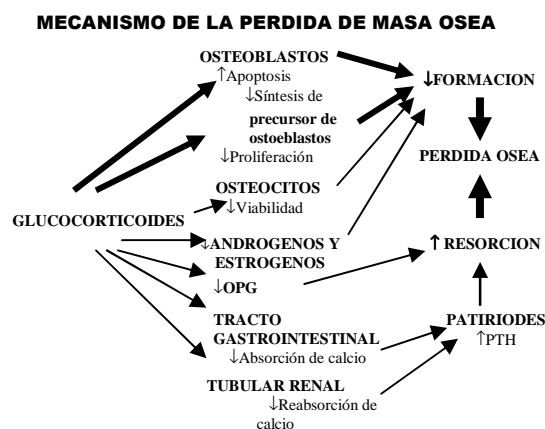 MECANISMO DE LA PERDIDA DE MASA OSEA
OSTEOBLASTOS
↑Apoptosis
↓Síntesis de
precursor de
ostoeblastos
↓Proliferación
OSTEOCITOS
↓Viabilidad
GLUCOCORTICOIDES
↓ANDROGENOS Y
ESTROGENOS
↓OPG
TRACTO
GASTROINTESTINAL
↓Absorción de calcio
TUBULAR RENAL
↓Reabsorción de
calcio
↓FORMACION
PERDIDA OSEA
↑ RESORCION
PATIRIODES
↑PTH